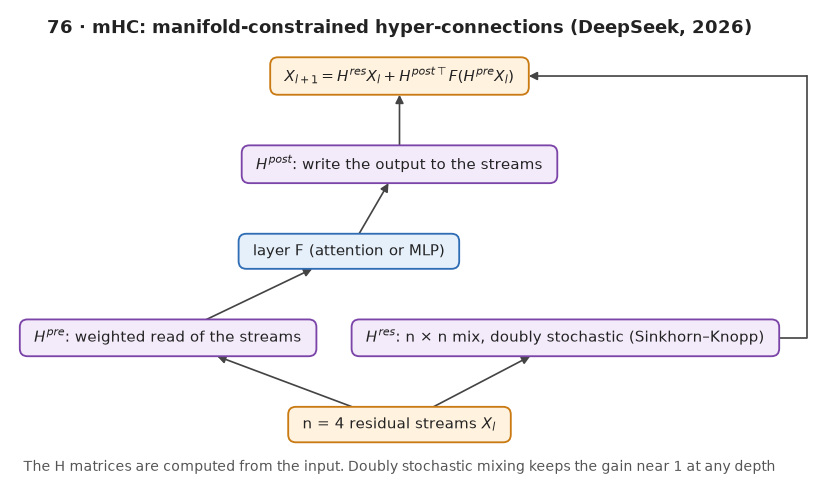 76 · mHC: manifold-constrained hyper-connections (DeepSeek, 2026)
$X_{l+1} = H^{res} X_l + H^{post\top} F(H^{pre} X_l)$
$H^{post}$: write the output to the streams
layer F (attention or MLP)
$H^{pre}$: weighted read of the streams
$H^{res}$: n × n mix, doubly stochastic (Sinkhorn–Knopp)
n = 4 residual streams $X_l$
The H matrices are computed from the input. Doubly stochastic mixing keeps the gain near 1 at any depth